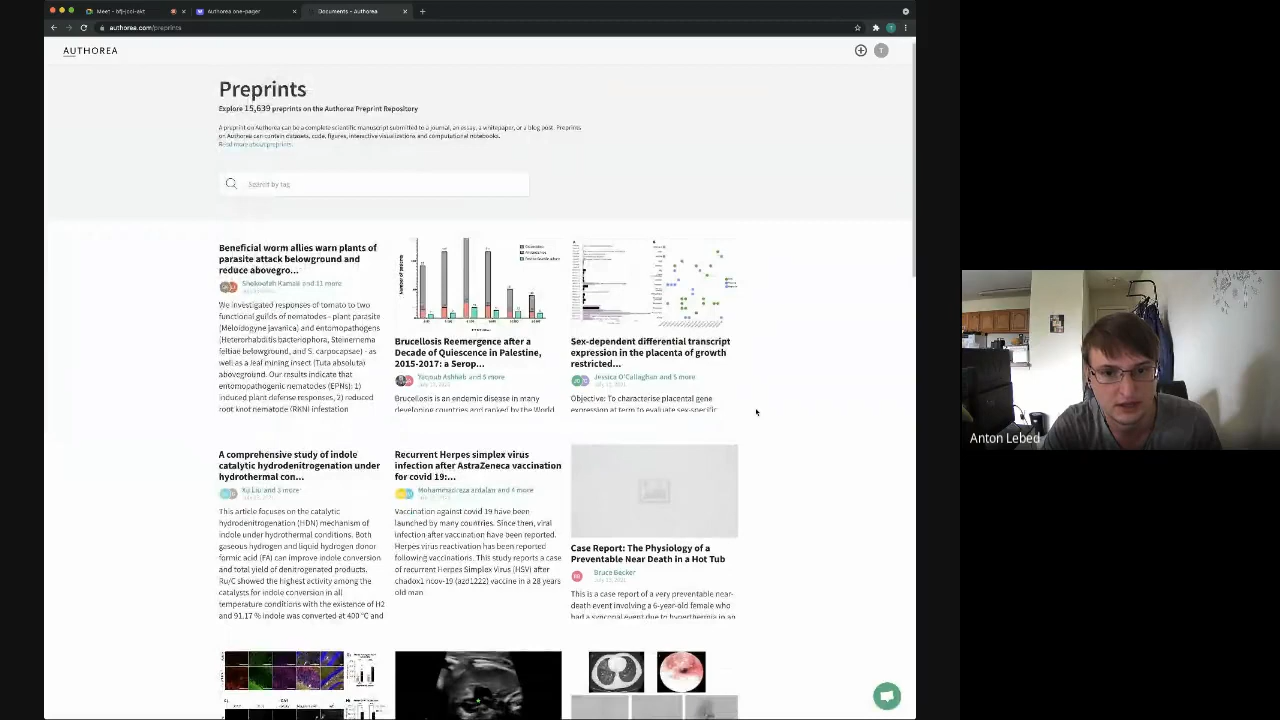 Authorea one-pager
Documents - Authorea
authorea.com/preprints
AUTHOREA
T
Preprints
Explore 15,639 preprints on the Authorea Preprint Repository
A preprint on Authorea can be a complete scientific manuscript submitted to a journal, an essay, a whitepaper, or a blog post. Preprints
on Authorea can contain datasets, code, figures, interactive visualizations, and computational notebooks.
Read more about preprints.
Search by tag
Beneficial worm allies warn plants of
parasite attack belowground and
reduce abovegro...
and 11 more
We investigated responses of tomato to two
functional guilds of nematodes—plant parasite
(Meloidogyne javanica) and entomopathogens
(Heterorhabditis bacteriophora, Steinernema
feltiae belowground, and S. carpocapsae) - as
well as a leaf mining insect (Tuta absoluta)
aboveground. Our results indicate that
entomopathogenic nematodes (EPNs): 1)
induced plant defense responses, 2) reduced
root knot nematode (RKN) infestation
Brucellosis Reemergence after a
Decade of Quiescence in Palestine,
2015-2017: a Serop...
Yaqoub Ashhab and 5 more
Brucellosis is an endemic disease in many
developing countries and ranked by the World
Sex-dependent differential transcript
expression in the placenta of growth
restricted...
Jessica O'Callaghan and 5 more
July 12, 2021
Objective: To characterise placental gene
expression at term to evaluate sex-specific
A comprehensive study of indole
catalytic hydrodenitrogenation under
hydrothermal con...
Xu Liu and 3 more
This article focuses on the catalytic
hydrodenitrogenation (HDN) mechanism of
indole under hydrothermal conditions. Both
gaseous hydrogen and liquid hydrogen donor
formic acid (FA) can improve indole conversion
and total yield of denitrogenated products.
Ru/C showed the highest activity among the
catalysts for indole conversion in all
temperature conditions with the existence of H2
and 91.17 % indole was converted at 400 °C and
Recurrent Herpes simplex virus
infection after AstraZeneca vaccination
for covid 19:...
Mohammadreza ardalan and 4 more
Vaccination against covid 19 have been
launched by many countries. Since then, viral
infection after vaccination have been reported.
Herpes virus reactivation has been reported
following vaccinations. This study reports a case
of recurrent Herpes Simplex Virus (HSV) after
chadox1 ncov-19 (azd1222) vaccine in a 28 years
old man
Case Report: The Physiology of a
Preventable Near Death in a Hot Tub
Bruce Becker
July 12, 2021
This is a case report of a very preventable near-
death event involving a 6-year-old female who
had a syncopal event due to hyperthermia in an
Anton Lebed